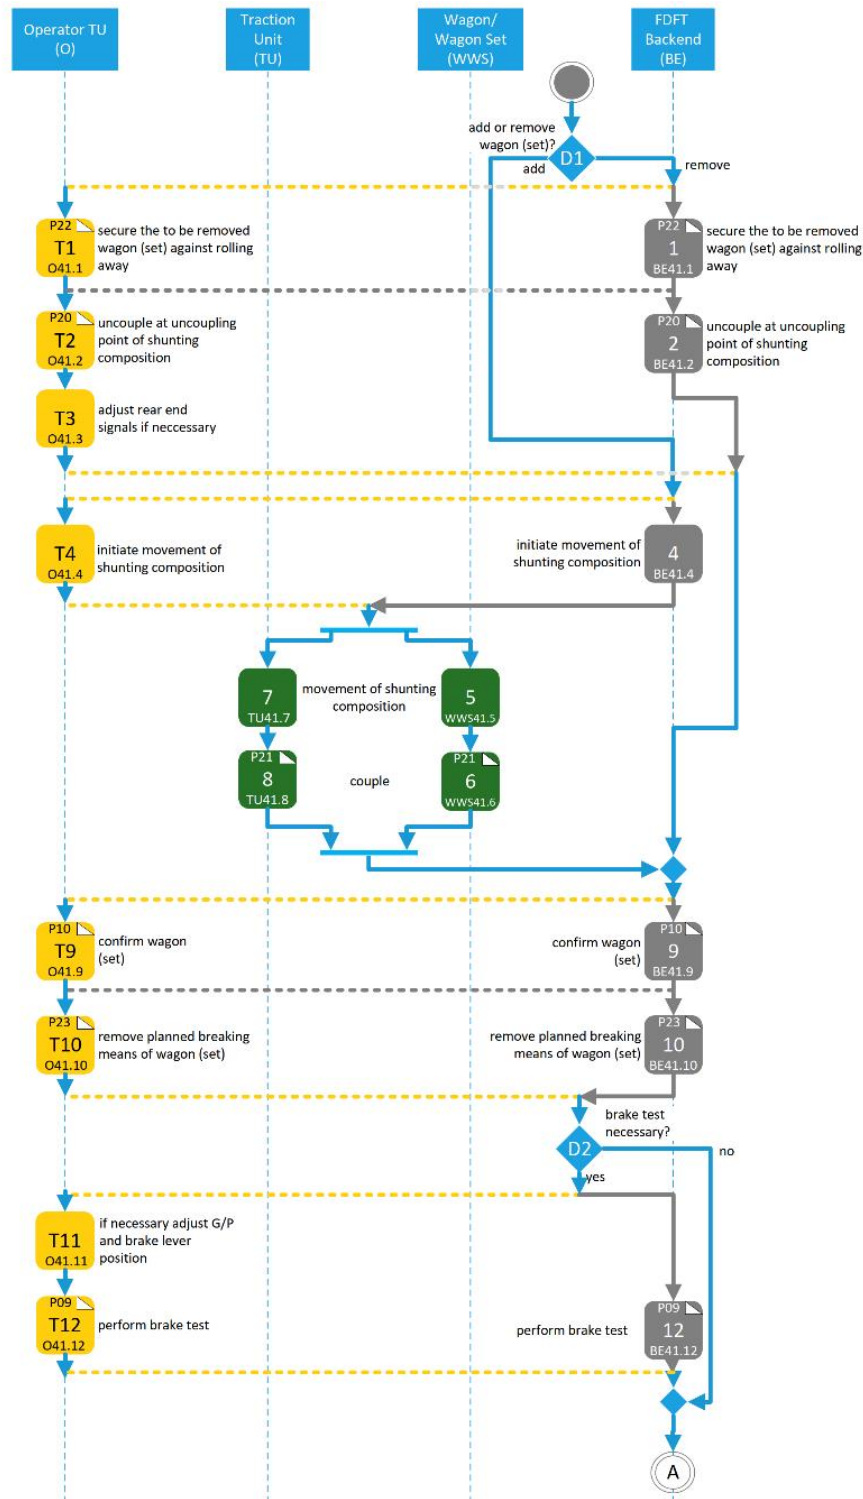 Operator TU
(O)
Traction
Unit
(TU)
Wagon/
Wagon Set
(WWS)
FDFT
Backend
(BE)
add or remove
wagon (set)?
D1
add
remove
P22
T1
O41.1
secure the to be removed
wagon (set) against rolling
away
P22
1
BE41.1
secure the to be removed
wagon (set) against rolling
away
P20
T2
O41.2
uncouple at uncoupling
point of shunting
composition
P20
2
BE41.2
uncouple at uncoupling
point of shunting
composition
T3
O41.3
adjust rear end
signals if neccessary
T4
O41.4
initiate movement of
shunting composition
initiate movement of
shunting composition
4
BE41.4
7
TU41.7
movement of shunting
composition
5
WWS41.5
P21
8
TU41.8
couple
P21
6
WWS41.6
P10
T9
O41.9
confirm wagon
(set)
confirm wagon
(set)
P10
9
BE41.9
P23
T10
O41.10
remove planned breaking
means of wagon (set)
remove planned breaking
means of wagon (set)
P23
10
BE41.10
brake test
necessary?
D2
no
yes
T11
O41.11
if necessary adjust G/P
and brake lever
position
P09
T12
O41.12
perform brake test
perform brake test
P09
12
BE41.12
A